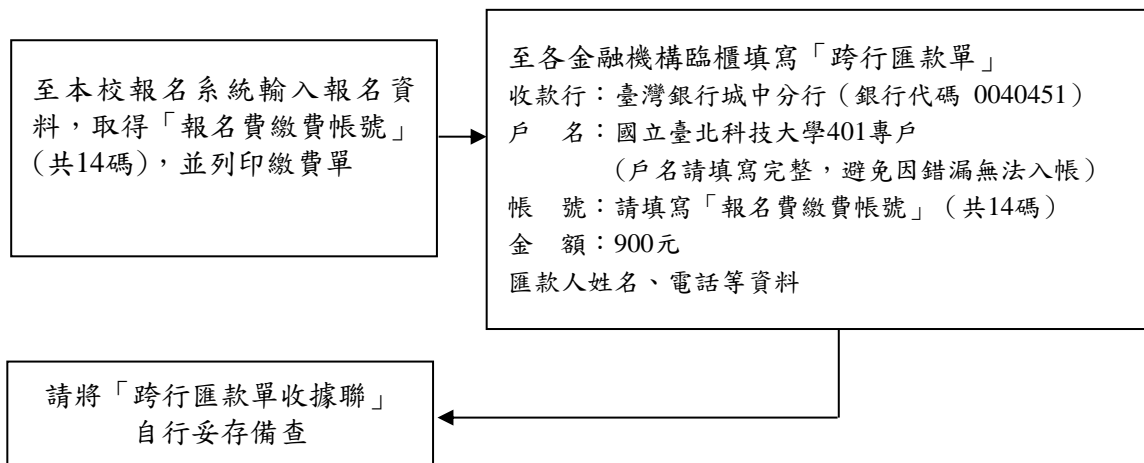 至本校報名系統輸入報名資
料，取得「報名費繳費帳號」
(共14碼)，並列印繳費單
至各金融機構臨櫃填寫「跨行匯款單」
收款行：臺灣銀行城中分行（銀行代碼 0040451）
戶　名：國立臺北科技大學401專戶
（戶名請填寫完整，避免因錯漏無法入帳）
帳　號：請填寫「報名費繳費帳號」（共14碼）
金　額：900元
匯款人姓名、電話等資料
請將「跨行匯款單收據聯」
自行妥存備查